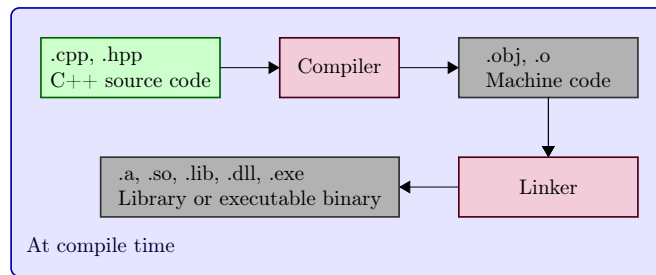 .cpp, .hpp
C++ source code
Compiler
.obj, .o
Machine code
.a, .so, .lib, .dll, .exe
Library or executable binary
Linker
At compile time